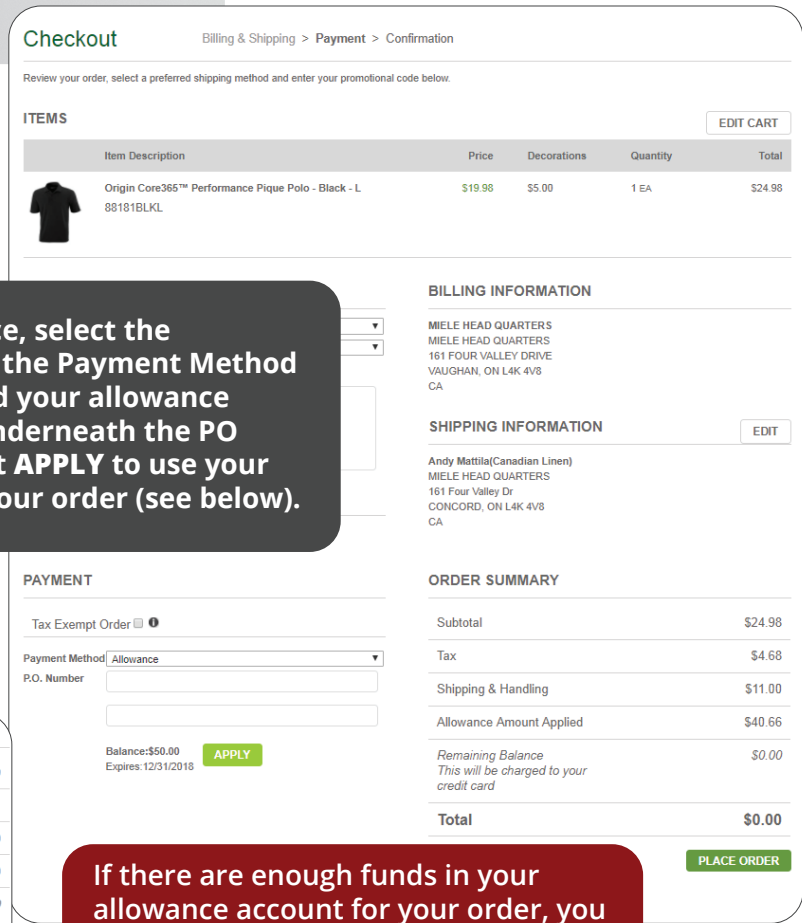 Checkout
Billing & Shipping > Payment > Confirmation
Review your order, select a preferred shipping method and enter your promotional code below.
ITEMS
EDIT CART
Item Description Price Decorations Quantity Total
Origin Core365™ Performance Pique Polo - Black - L $19.98 $5.00 1 EA $24.98
88181BLKL
select the
the Payment Method
your allowance
the PO
APPLY to use your
our order (see below).
BILLING INFORMATION
MIELE HEAD QUARTERS
MIELE HEAD QUARTERS
161 FOUR VALLEY DRIVE
VAUGHAN, ON L4K 4V8
CA
SHIPPING INFORMATION
EDIT
Andy Mattila(Canadian Linen)
MIELE HEAD QUARTERS
161 Four Valley Dr
CONCORD, ON L4K 4V8
CA
PAYMENT
Tax Exempt Order
Payment Method Allowance
P.O. Number
Balance:$50.00
Expires:12/31/2018
APPLY
ORDER SUMMARY
Subtotal $24.98
Tax $4.68
Shipping & Handling $11.00
Allowance Amount Applied $40.66
Remaining Balance $0.00
This will be charged to your
credit card
Total $0.00
PLACE ORDER
If there are enough funds in your
allowance account for your order, you